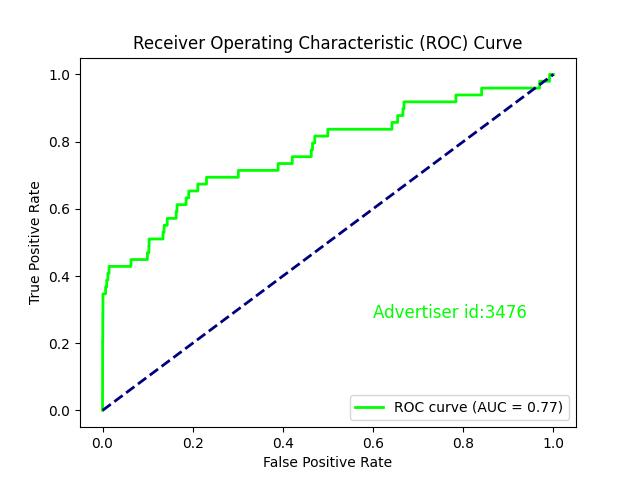 Receiver Operating Characteristic (ROC) Curve
1.0
0.8
0.6
0.4
0.2
0.0
True Positive Rate
Advertiser id:3476
ROC curve (AUC = 0.77)
0.0 0.2 0.4 0.6 0.8 1.0
False Positive Rate